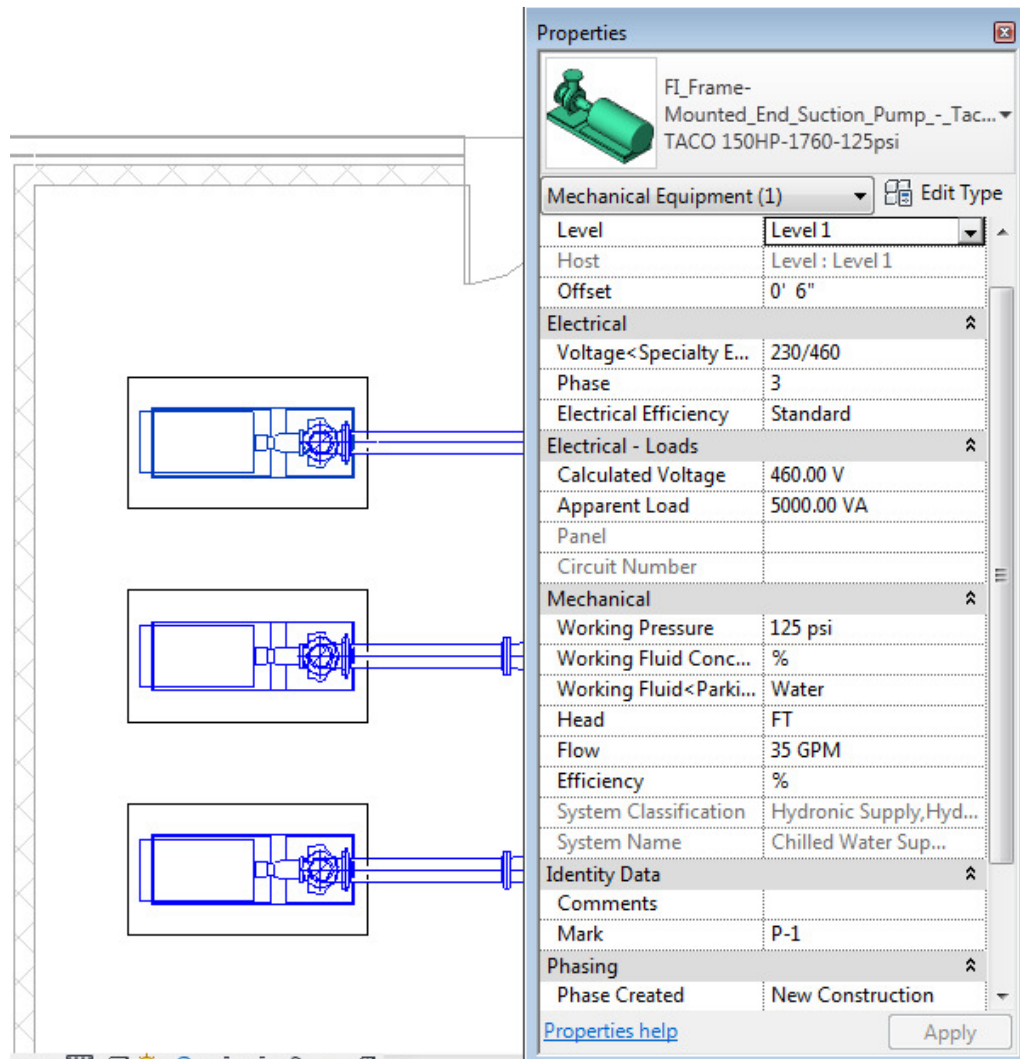 Properties
FI_Frame-
Mounted_End_Suction_Pump_-_Tac...
TACO 150HP-1760-125psi
Mechanical Equipment (1) Edit Type
Level Level 1
Host Level : Level 1
Offset 0' 6"
Electrical
Voltage<Specialty E... 230/460
Phase 3
Electrical Efficiency Standard
Electrical - Loads
Calculated Voltage 460.00 V
Apparent Load 5000.00 VA
Panel
Circuit Number
Mechanical
Working Pressure 125 psi
Working Fluid Conc... %
Working Fluid<Parki... Water
Head FT
Flow 35 GPM
Efficiency %
System Classification Hydronic Supply,Hyd...
System Name Chilled Water Sup...
Identity Data
Comments
Mark P-1
Phasing
Phase Created New Construction
Properties help Apply